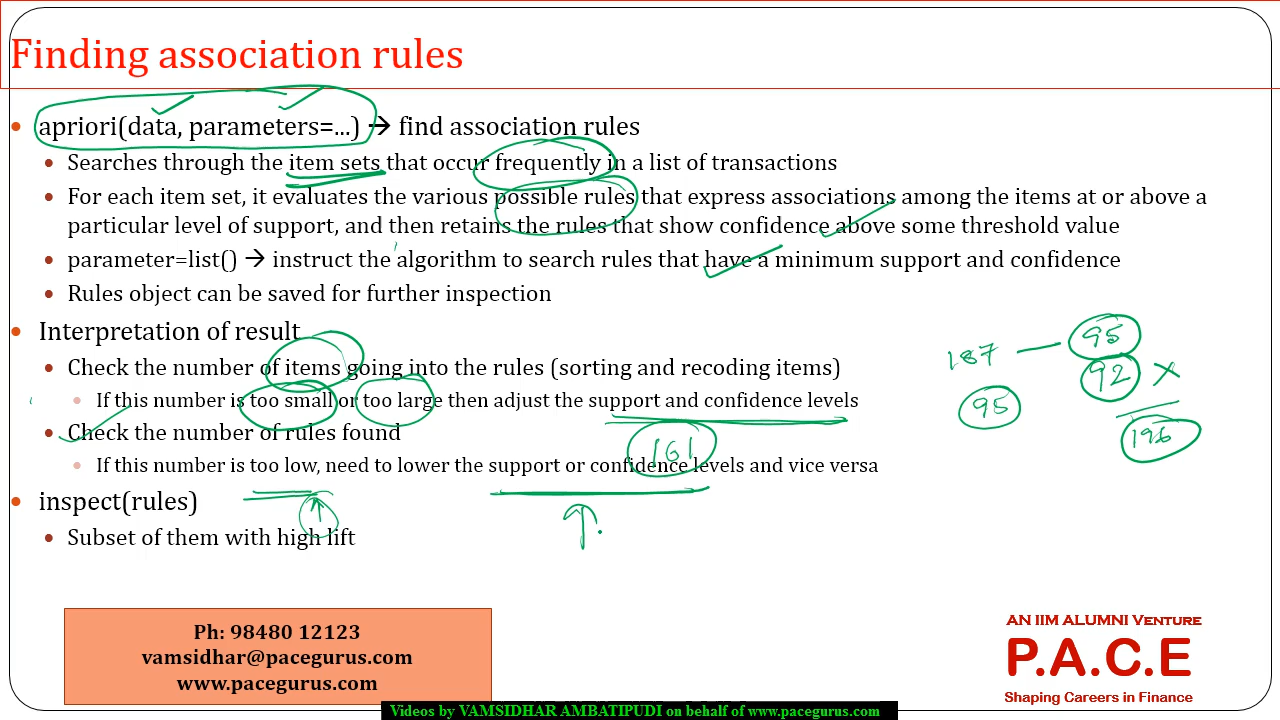 Finding association rules
• apriori(data, parameters=...) → find association rules
• Searches through the item sets that occur frequently in a list of transactions
• For each item set, it evaluates the various possible rules that express associations among the items at or above a
particular level of support, and then retains the rules that show confidence above some threshold value
• parameter=list() → instruct the algorithm to search rules that have a minimum support and confidence
• Rules object can be saved for further inspection
• Interpretation of result
• Check the number of items going into the rules (sorting and recoding items)
• If this number is too small or too large then adjust the support and confidence levels
• Check the number of rules found
• If this number is too low, need to lower the support or confidence levels and vice versa
• inspect(rules)
• Subset of them with high lift
187 — 95
92 ×
95
196
161
Ph: 98480 12123
vamsidhar@pacegurus.com
www.pacegurus.com
AN IIM ALUMNI VENTURE
P.A.C.E
Shaping Careers in Finance
Videos by VAMSIDHAR AMBATIPUDI on behalf of www.pacegurus.com